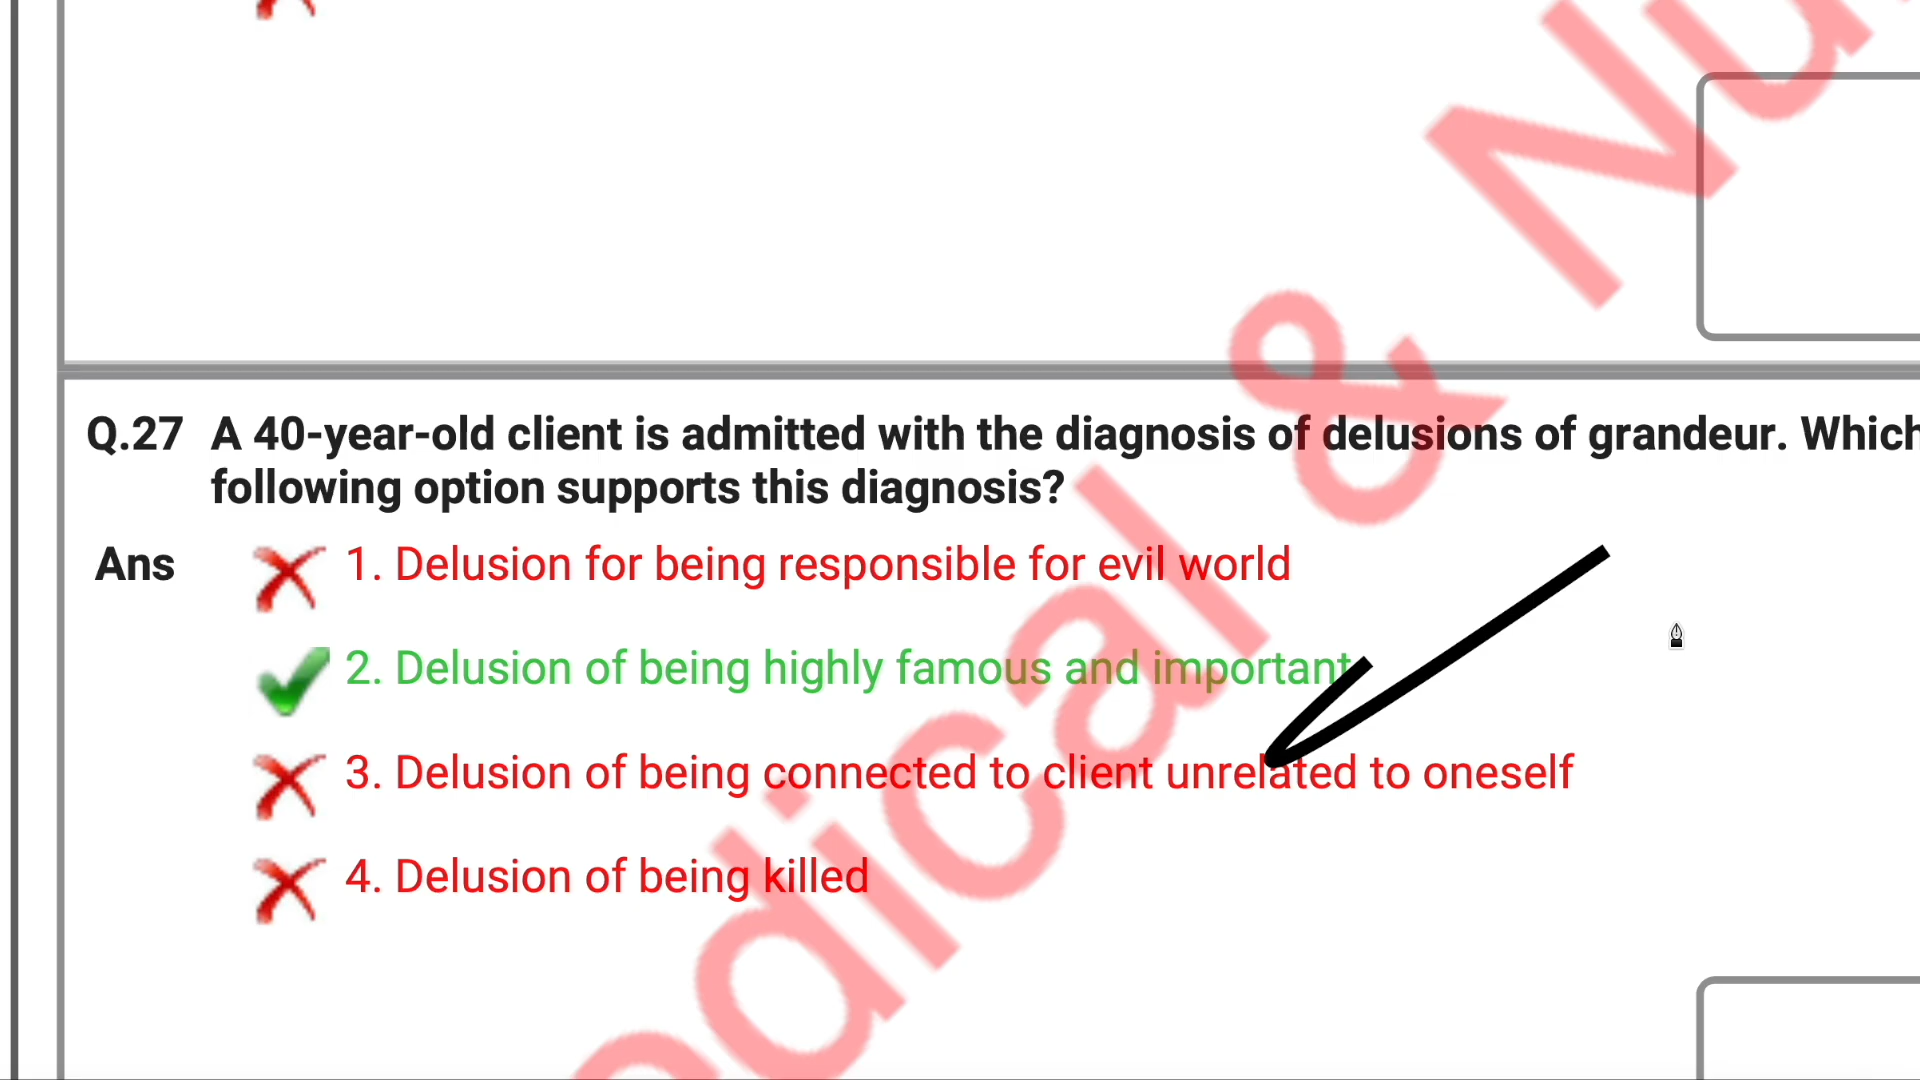 Q.27 A 40-year-old client is admitted with the diagnosis of delusions of grandeur. Which
following option supports this diagnosis?
Ans 1. Delusion for being responsible for evil world
2. Delusion of being highly famous and important
3. Delusion of being connected to client unrelated to oneself
4. Delusion of being killed
edical & Nu